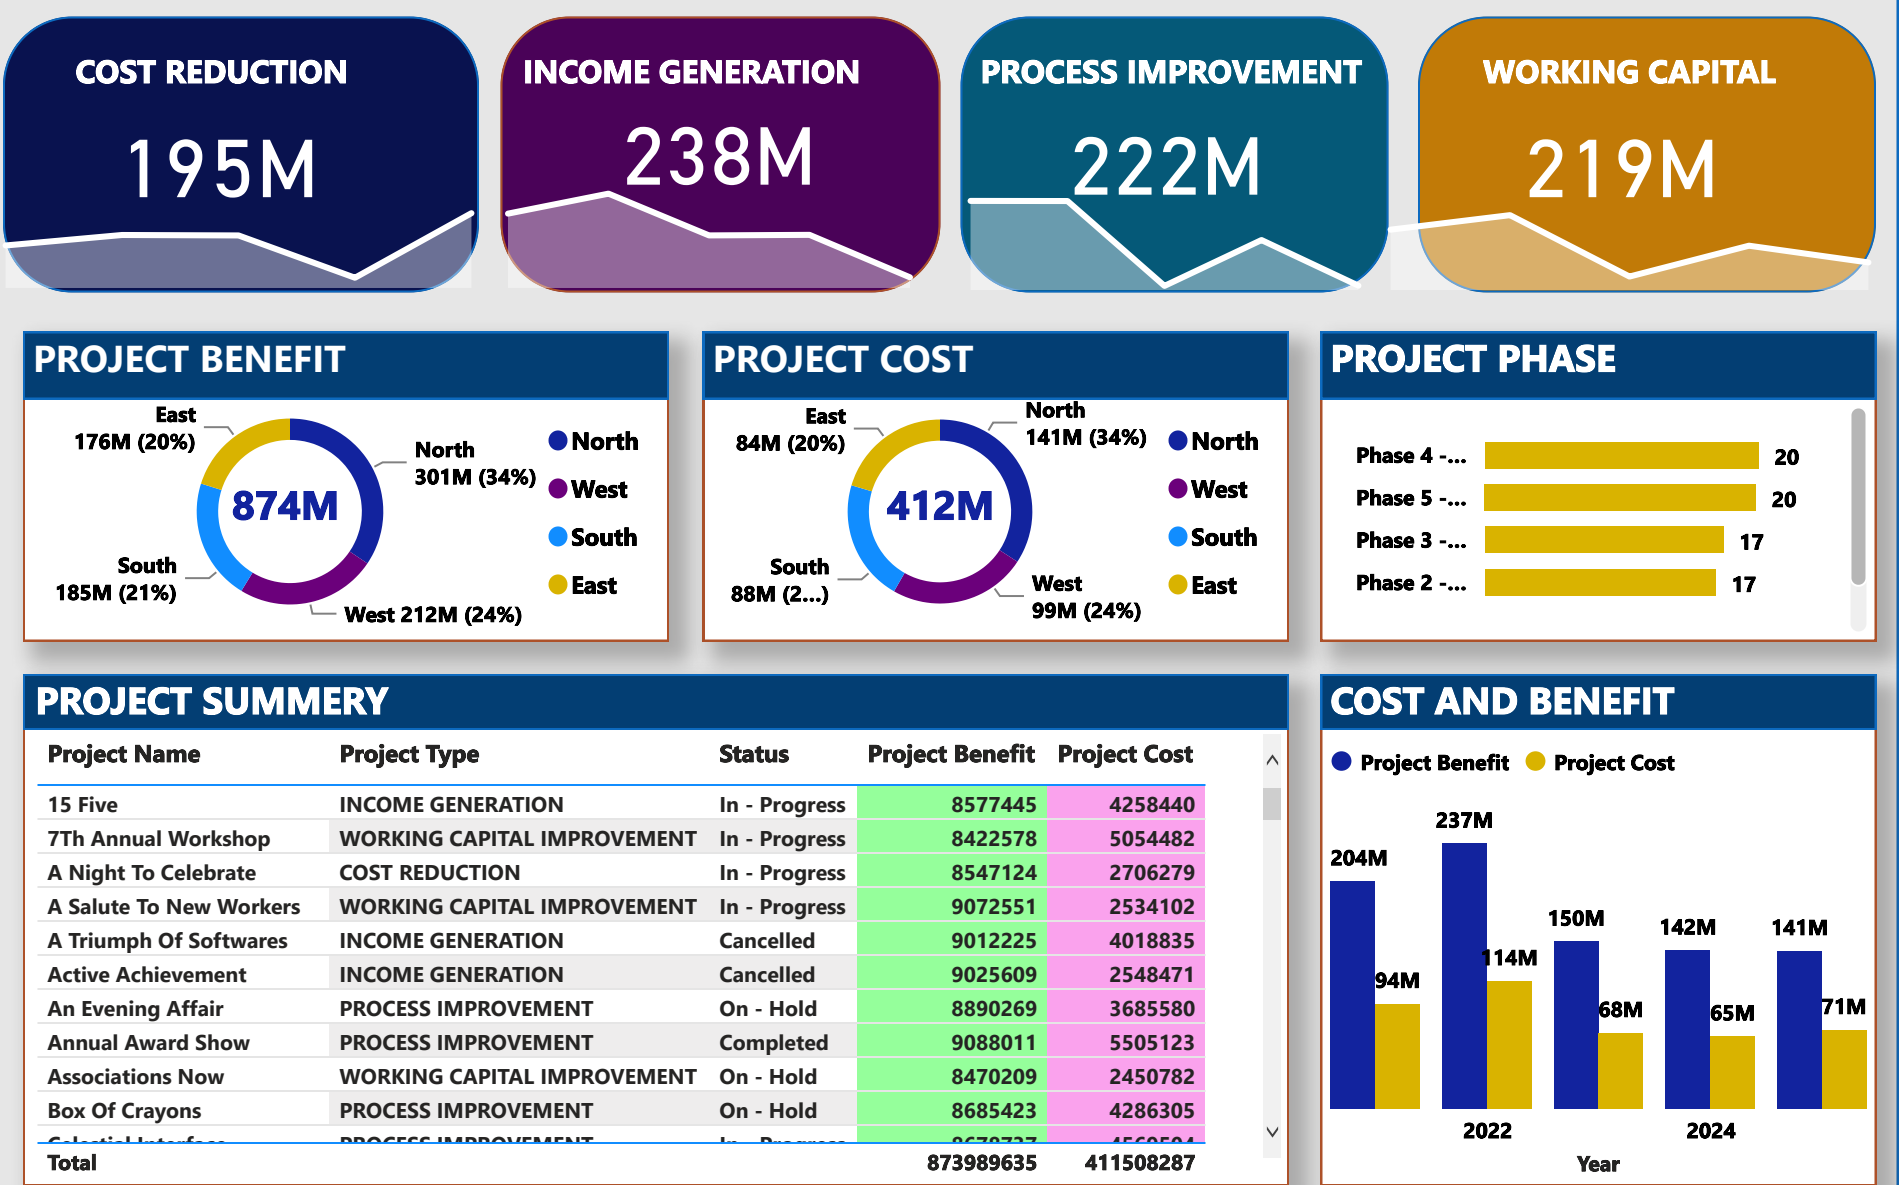 COST REDUCTION
195M
INCOME GENERATION
238M
PROCESS IMPROVEMENT
222M
WORKING CAPITAL
219M
PROJECT BENEFIT
East
176M (20%)
North
301M (34%)
874M
South
185M (21%)
West 212M (24%)
North
West
South
East
PROJECT COST
East
84M (20%)
North
141M (34%)
412M
South
88M (2...)
West
99M (24%)
North
West
South
East
PROJECT PHASE
Phase 4 -... 20
Phase 5 -... 20
Phase 3 -... 17
Phase 2 -... 17
PROJECT SUMMERY
Project Name Project Type Status Project Benefit Project Cost
15 Five INCOME GENERATION In - Progress 8577445 4258440
7Th Annual Workshop WORKING CAPITAL IMPROVEMENT In - Progress 8422578 5054482
A Night To Celebrate COST REDUCTION In - Progress 8547124 2706279
A Salute To New Workers WORKING CAPITAL IMPROVEMENT In - Progress 9072551 2534102
A Triumph Of Softwares INCOME GENERATION Cancelled 9012225 4018835
Active Achievement INCOME GENERATION Cancelled 9025609 2548471
An Evening Affair PROCESS IMPROVEMENT On - Hold 8890269 3685580
Annual Award Show PROCESS IMPROVEMENT Completed 9088011 5505123
Associations Now WORKING CAPITAL IMPROVEMENT On - Hold 8470209 2450782
Box Of Crayons PROCESS IMPROVEMENT On - Hold 8685423 4286305
Celestial Interface PROCESS IMPROVEMENT In - Progress
Total 873989635 411508287
COST AND BENEFIT
Project Benefit Project Cost
204M
94M
237M
114M
150M
68M
142M
65M
141M
71M
2022 2024
Year